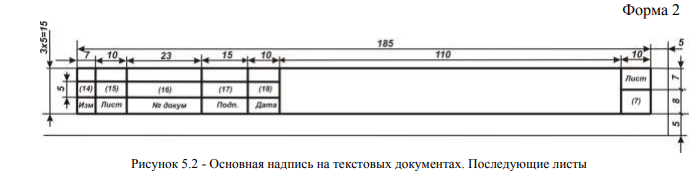 Форма 2
3x5=15
185
5
7 10 23 15 10 110 10
Лист 7
5 (14) (15) (16) (17) (18) (7) 8
Изм Лист № докум Подп. Дата
5
Рисунок 5.2 - Основная надпись на текстовых документах. Последующие листы